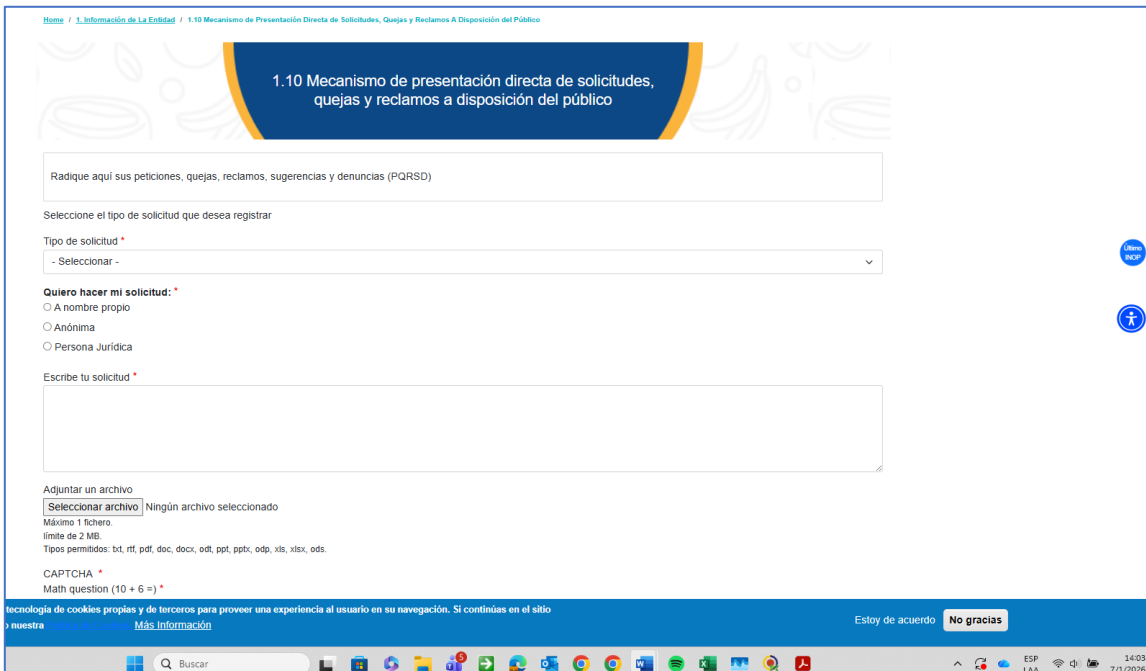 Home / 1. Información de La Entidad / 1.10 Mecanismo de Presentación Directa de Solicitudes, Quejas y Reclamos A Disposición del Público
1.10 Mecanismo de presentación directa de solicitudes,
quejas y reclamos a disposición del público
Radique aquí sus peticiones, quejas, reclamos, sugerencias y denuncias (PQRSD)
Seleccione el tipo de solicitud que desea registrar
Tipo de solicitud *
- Seleccionar -
Último
INOP
Quiero hacer mi solicitud: *
A nombre propio
Anónima
Persona Jurídica
Escribe tu solicitud *
Adjuntar un archivo
Seleccionar archivo Ningún archivo seleccionado
Máximo 1 fichero.
límite de 2 MB.
Tipos permitidos: txt, rtf, pdf, doc, docx, odt, ppt, pptx, odp, xls, xlsx, ods.
CAPTCHA *
Math question (10 + 6 =) *
tecnología de cookies propias y de terceros para proveer una experiencia al usuario en su navegación. Si continúas en el sitio
nuestra Más Información
Estoy de acuerdo No gracias
Buscar
5
ESP
LAA
14:03
7/1/2026